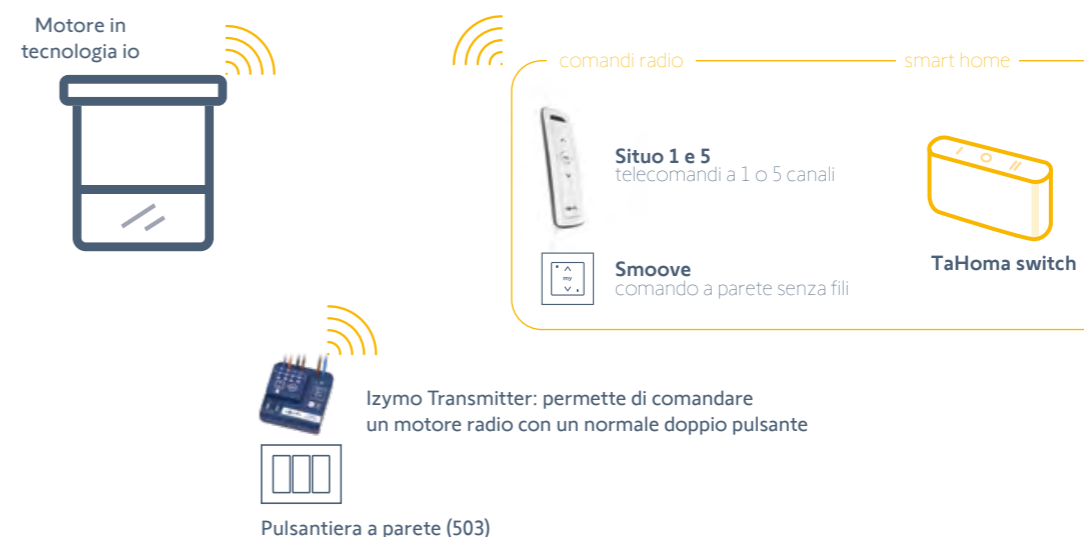 Motore in
tecnologia io
comandi radio
smart home
Situo 1 e 5
telecomandi a 1 o 5 canali
Smoove
comando a parete senza fili
my
TaHoma switch
Izymo Transmitter: permette di comandare
un motore radio con un normale doppio pulsante
Pulsantiera a parete (503)